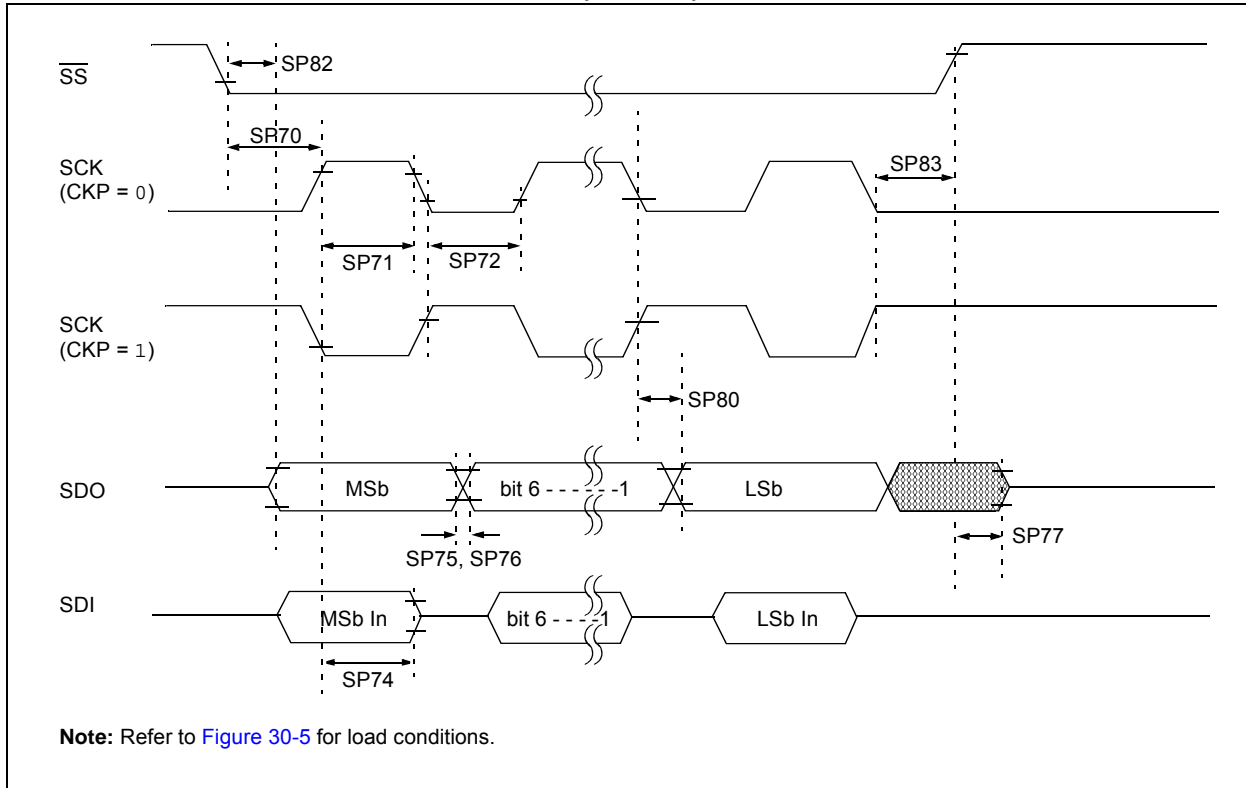 SS
SP82
SP70
SCK
(CKP = 0)
SP83
SP71
SP72
SCK
(CKP = 1)
SP80
SDO
MSb
bit 6 - - - - - -1
LSb
SP75, SP76
SP77
SDI
MSb In
bit 6 - - - -1
LSb In
SP74
Note: Refer to Figure 30-5 for load conditions.